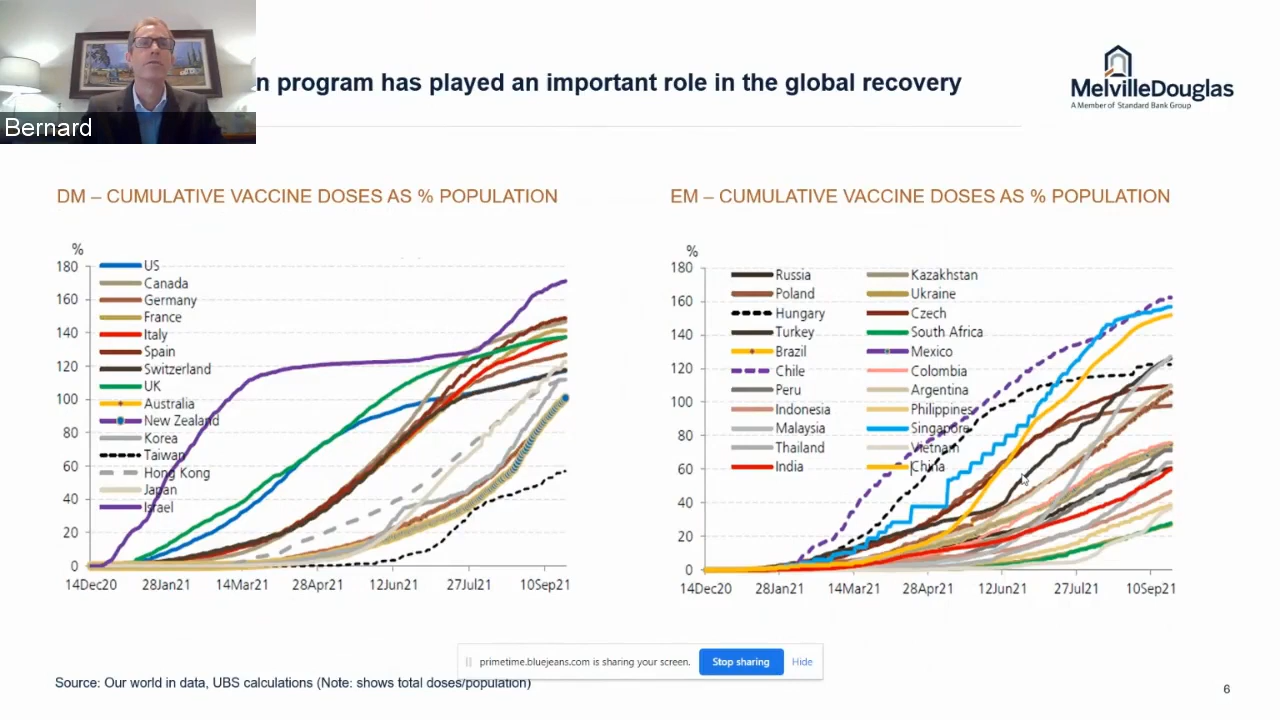 n program has played an important role in the global recovery
MelvilleDouglas
A Member of Standard Bank Group
Bernard
DM – CUMULATIVE VACCINE DOSES AS % POPULATION
%
180
160
140
120
100
80
60
40
20
0
US
Canada
Germany
France
Italy
Spain
Switzerland
UK
Australia
New Zealand
Korea
Taiwan
Hong Kong
Japan
Israel
14Dec20 28Jan21 14Mar21 28Apr21 12Jun21 27Jul21 10Sep21
EM – CUMULATIVE VACCINE DOSES AS % POPULATION
%
180
160
140
120
100
80
60
40
20
0
Russia Kazakhstan
Poland Ukraine
Hungary Czech
Turkey South Africa
Brazil Mexico
Chile Colombia
Peru Argentina
Indonesia Philippines
Malaysia Singapore
Thailand Vietnam
India China
14Dec20 28Jan21 14Mar21 28Apr21 12Jun21 27Jul21 10Sep21
primetime.bluejeans.com is sharing your screen. Stop sharing Hide
Source: Our world in data, UBS calculations (Note: shows total doses/population)
6